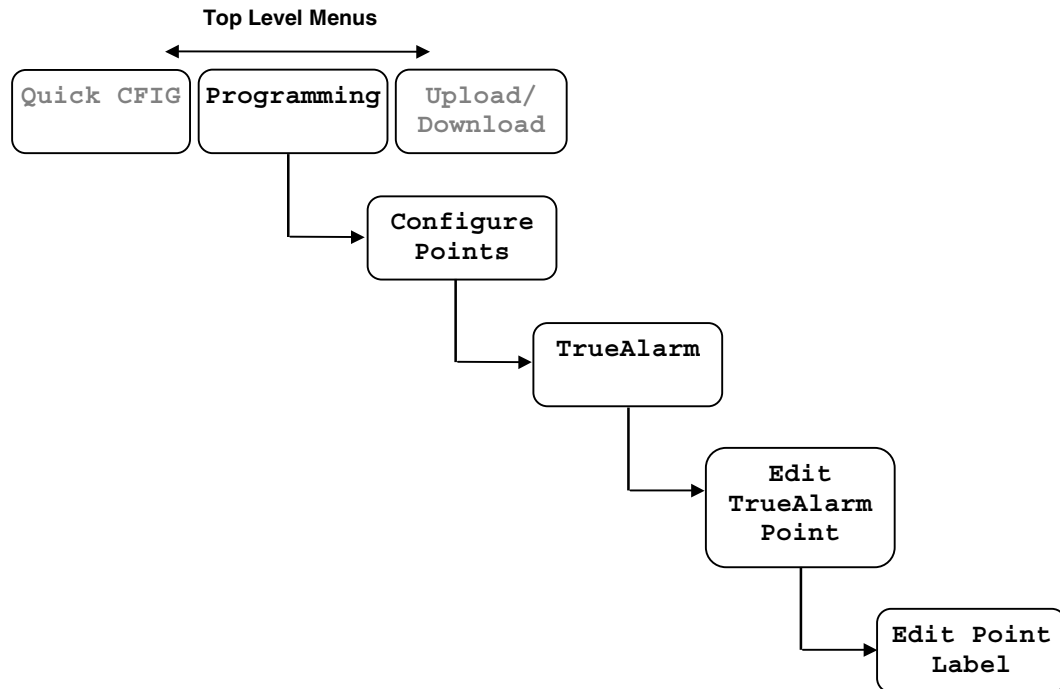 Top Level Menus
Quick CFIG
Programming
Upload/
Download
Configure
Points
TrueAlarm
Edit
TrueAlarm
Point
Edit Point
Label